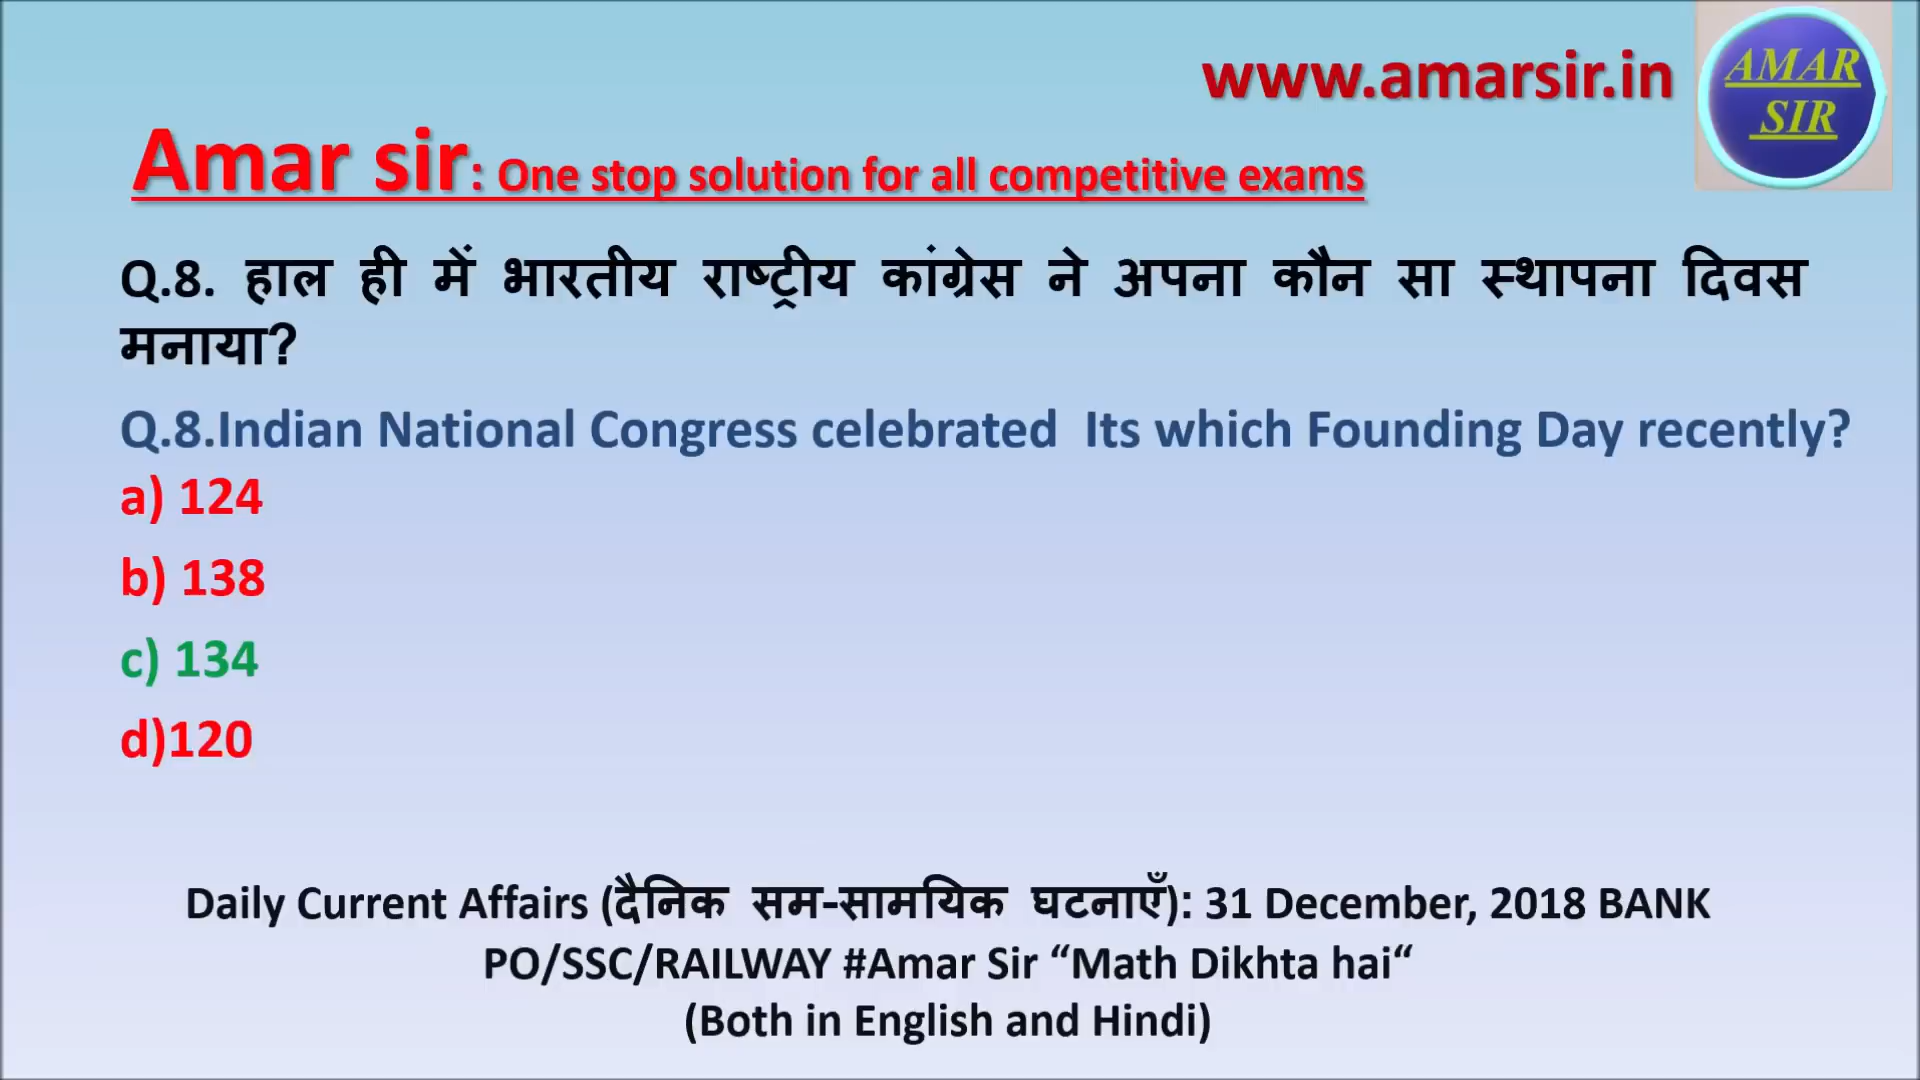 www.amarsir.in
AMAR
SIR
Amar sir: One stop solution for all competitive exams
Q.8. हाल ही में भारतीय राष्ट्रीय कांग्रेस ने अपना कौन सा स्थापना दिवस
मनाया?
Q.8.Indian National Congress celebrated Its which Founding Day recently?
a) 124
b) 138
c) 134
d)120
Daily Current Affairs (दैनिक सम-सामयिक घटनाएँ): 31 December, 2018 BANK
PO/SSC/RAILWAY #Amar Sir “Math Dikhta hai“
(Both in English and Hindi)